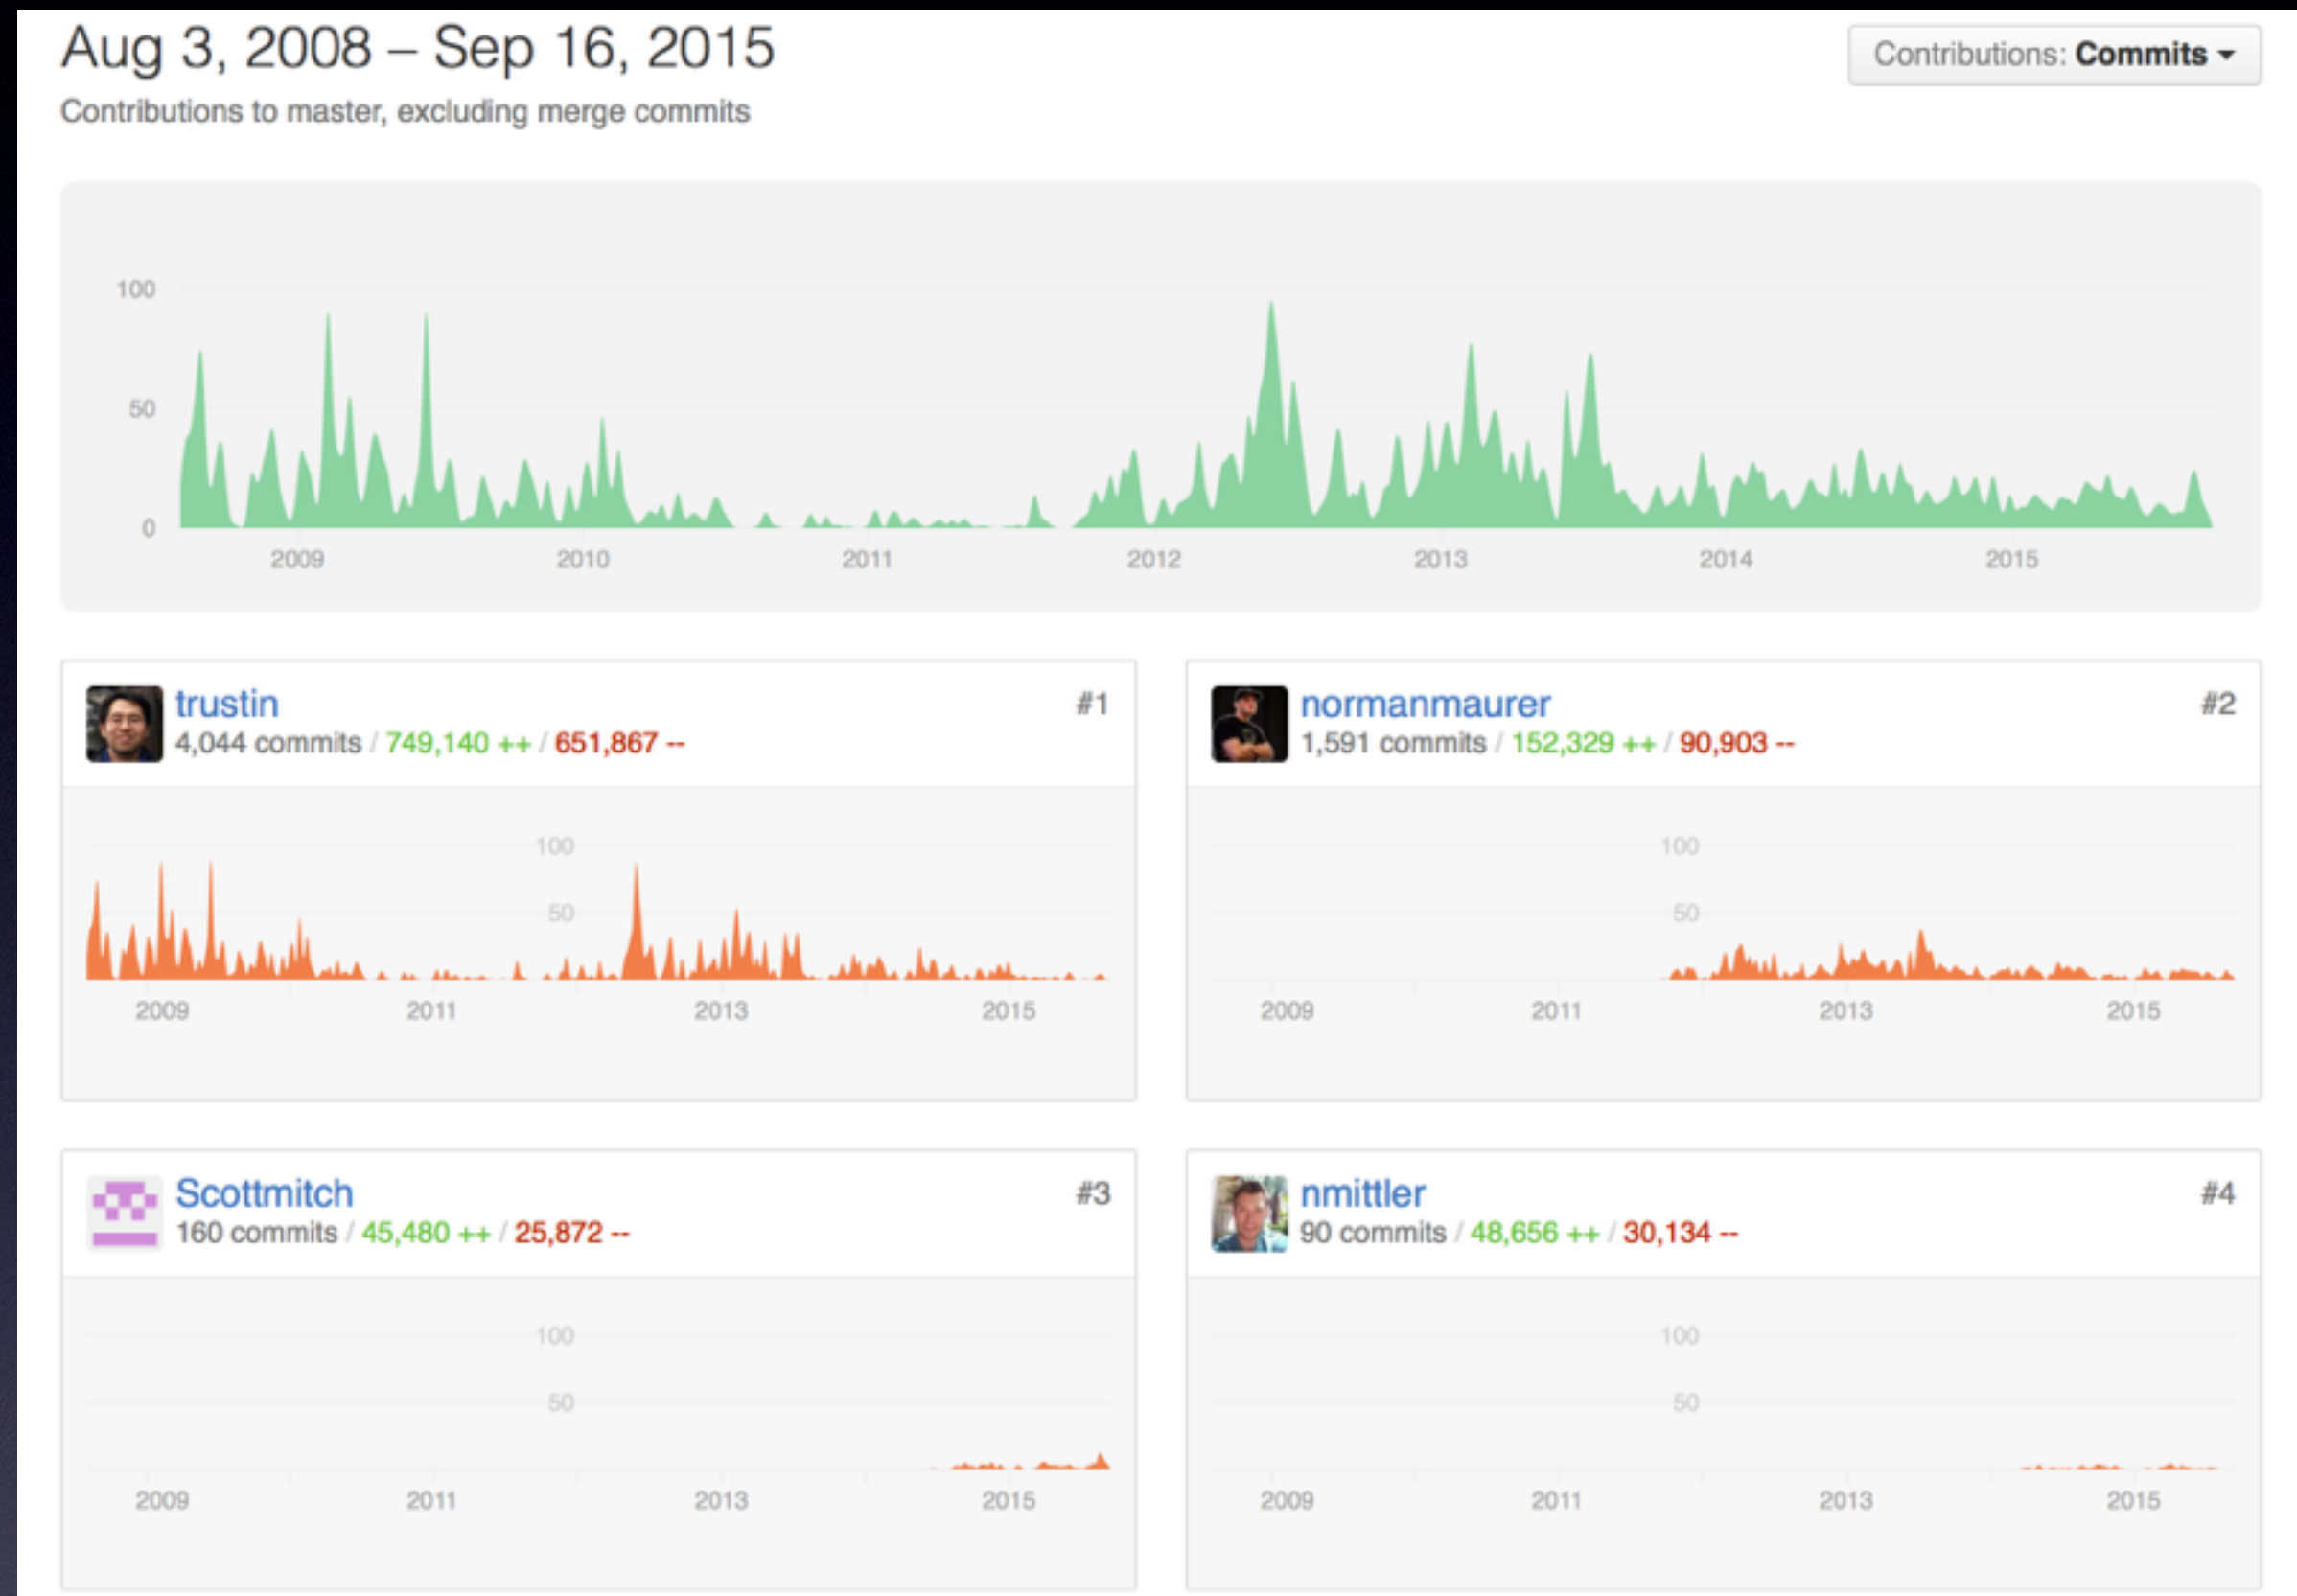 Aug 3, 2008 – Sep 16, 2015
Contributions: Commits
Contributions to master, excluding merge commits
100
50
0
2009 2010 2011 2012 2013 2014 2015
trustin #1
4,044 commits / 749,140 ++ / 651,867 --
100
50
2009 2011 2013 2015
normanmaurer #2
1,591 commits / 152,329 ++ / 90,903 --
100
50
2009 2011 2013 2015
Scottmitch #3
160 commits / 45,480 ++ / 25,872 --
100
50
2009 2011 2013 2015
nmittler #4
90 commits / 48,656 ++ / 30,134 --
100
50
2009 2011 2013 2015